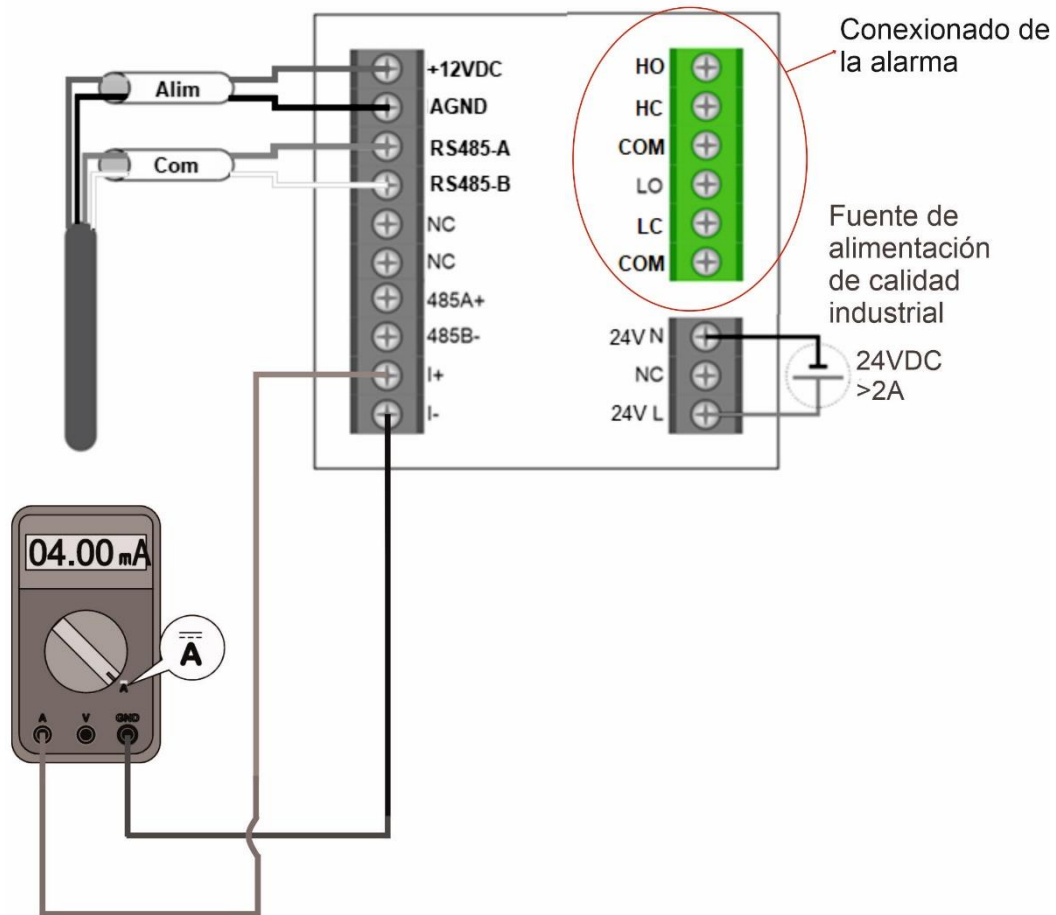 Conexionado de
la alarma
Alim
Com
+12VDC
AGND
RS485-A
RS485-B
NC
NC
485A+
485B-
I+
I-
HO
HC
COM
LO
LC
COM
24V N
NC
24V L
Fuente de
alimentación
de calidad
industrial
24VDC
>2A
04.00 mA
A
A
A V GND